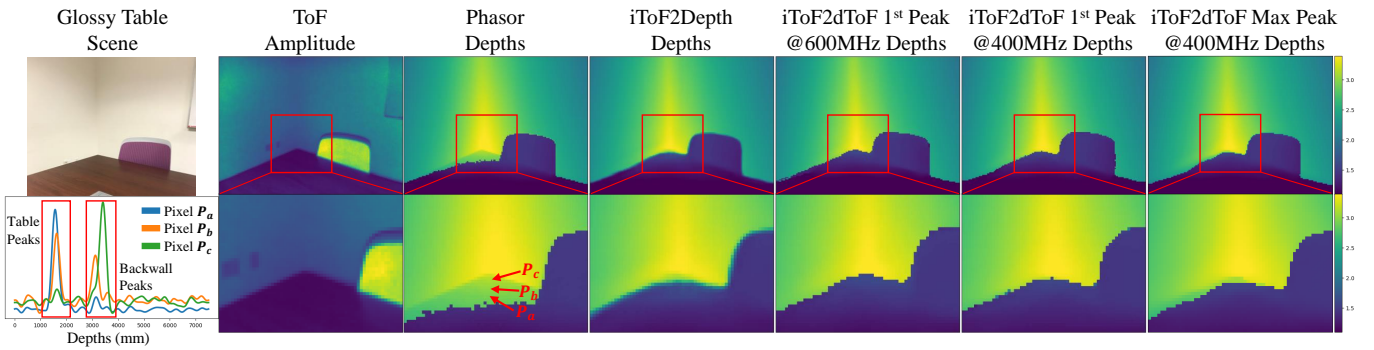 Glossy Table
Scene
ToF
Amplitude
Phasor
Depths
iToF2Depth
Depths
iToF2dToF 1st Peak
@600MHz Depths
iToF2dToF 1st Peak
@400MHz Depths
iToF2dToF Max Peak
@400MHz Depths
3.0
2.5
2.0
1.5
Table
Peaks
Pixel Pa
Pixel Pb
Pixel Pc
Backwall
Peaks
0 1000 2000 3000 4000 5000 6000 7000
Depths (mm)
Pc
Pb
Pa
3.0
2.5
2.0
1.5